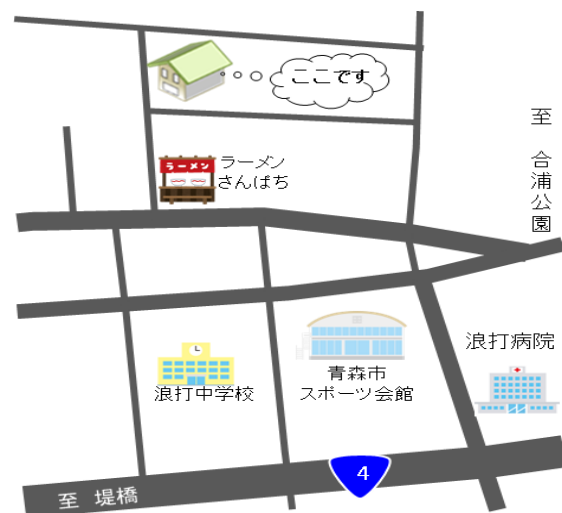 ここです
至 合浦公園
ラーメン
ラーメン
さんぱち
浪打病院
青森市
スポーツ会館
浪打中学校
4
至 堤橋